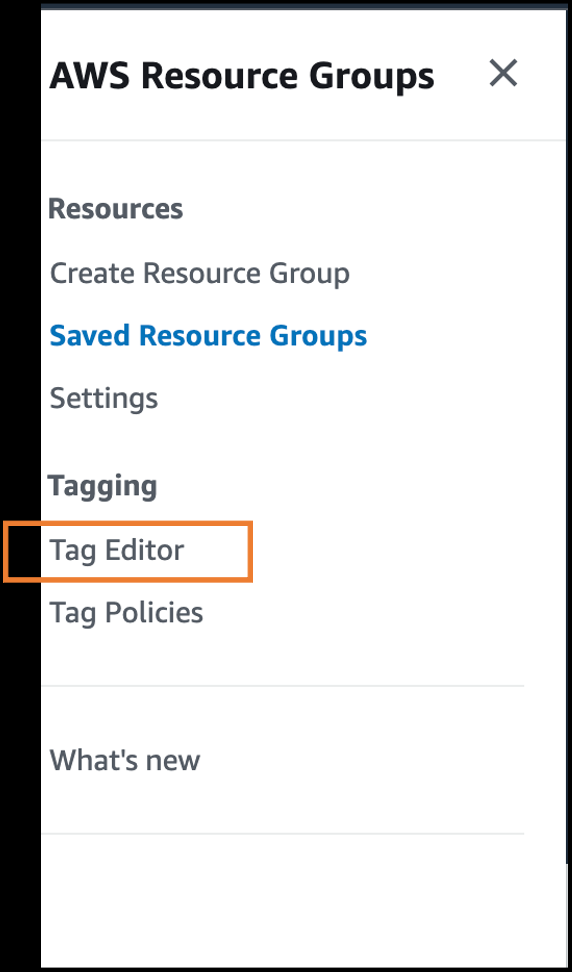 AWS Resource Groups
Resources
Create Resource Group
Saved Resource Groups
Settings
Tagging
Tag Editor
Tag Policies
What's new